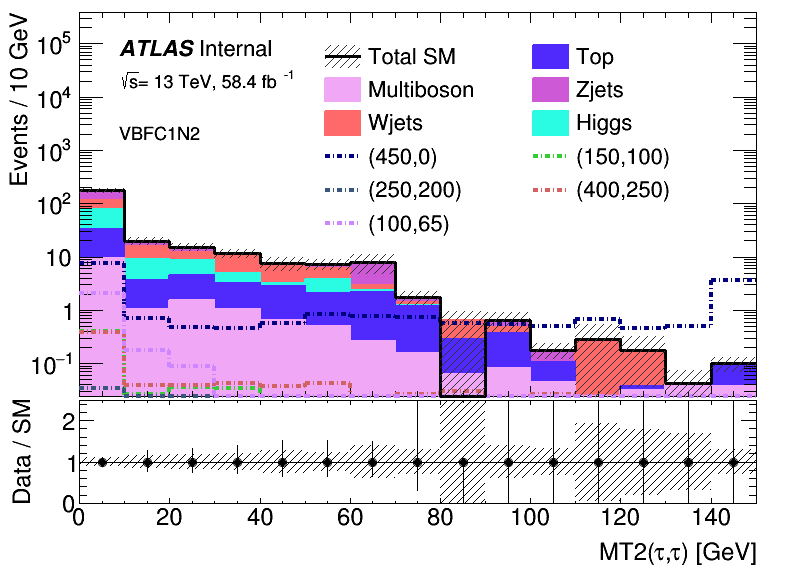 ATLAS Internal
√s= 13 TeV, 58.4 fb⁻¹
VBFC1N2
Total SM
Top
Multiboson
Zjets
Wjets
Higgs
(450,0)
(150,100)
(250,200)
(400,250)
(100,65)
Events / 10 GeV
10⁵
10⁴
10³
10²
10
1
10⁻¹
Data / SM
2
1
0
0 20 40 60 80 100 120 140
MT2(τ,τ) [GeV]